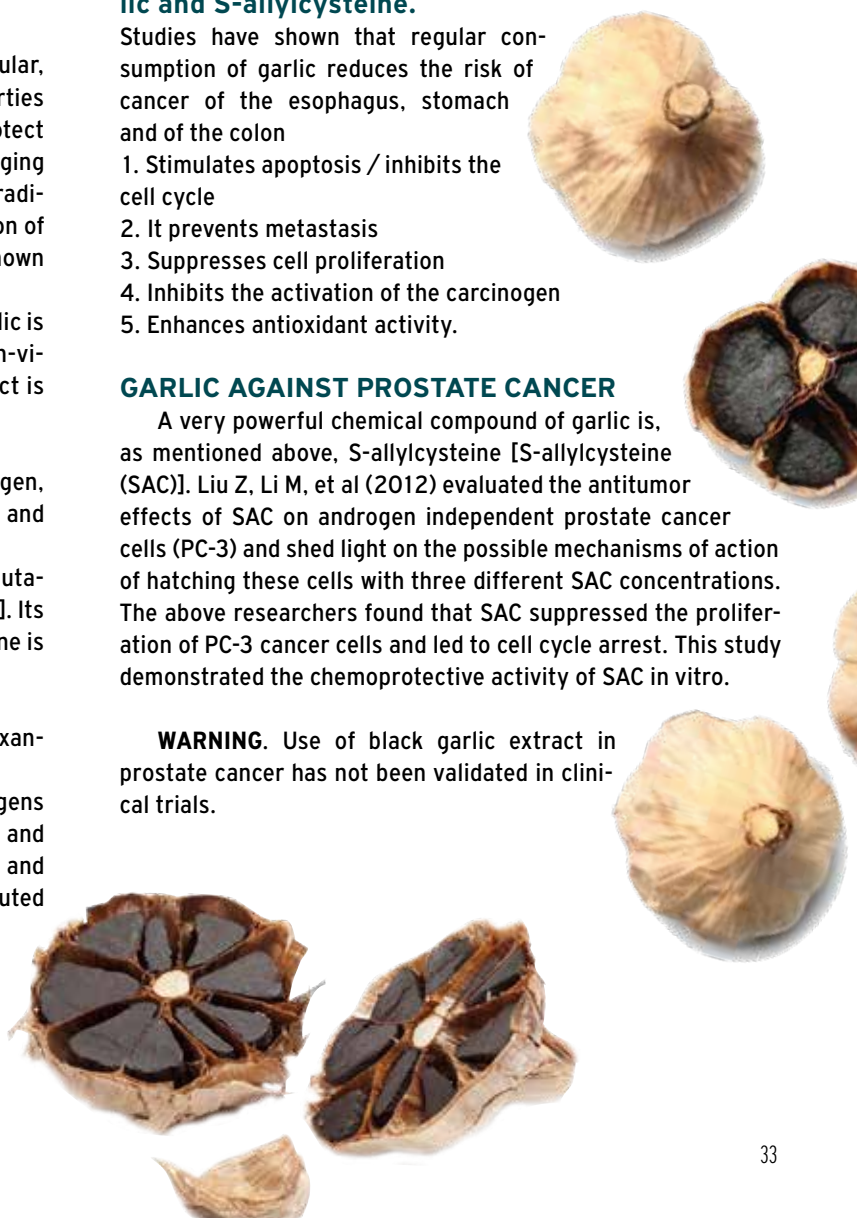 ular,
rties
otect
ging
radi-
on of
nown
lic is
n-vi-
ct is
gen,
and
uta-
]. Its
ne is
xan-
gens
and
and
uted
lic and S-allylcysteine.
Studies have shown that regular con-
sumption of garlic reduces the risk of
cancer of the esophagus, stomach
and of the colon
1. Stimulates apoptosis / inhibits the
cell cycle
2. It prevents metastasis
3. Suppresses cell proliferation
4. Inhibits the activation of the carcinogen
5. Enhances antioxidant activity.
GARLIC AGAINST PROSTATE CANCER
A very powerful chemical compound of garlic is,
as mentioned above, S-allylcysteine [S-allylcysteine
(SAC)]. Liu Z, Li M, et al (2012) evaluated the antitumor
effects of SAC on androgen independent prostate cancer
cells (PC-3) and shed light on the possible mechanisms of action
of hatching these cells with three different SAC concentrations.
The above researchers found that SAC suppressed the prolifer-
ation of PC-3 cancer cells and led to cell cycle arrest. This study
demonstrated the chemoprotective activity of SAC in vitro.
WARNING. Use of black garlic extract in
prostate cancer has not been validated in clini-
cal trials.
33